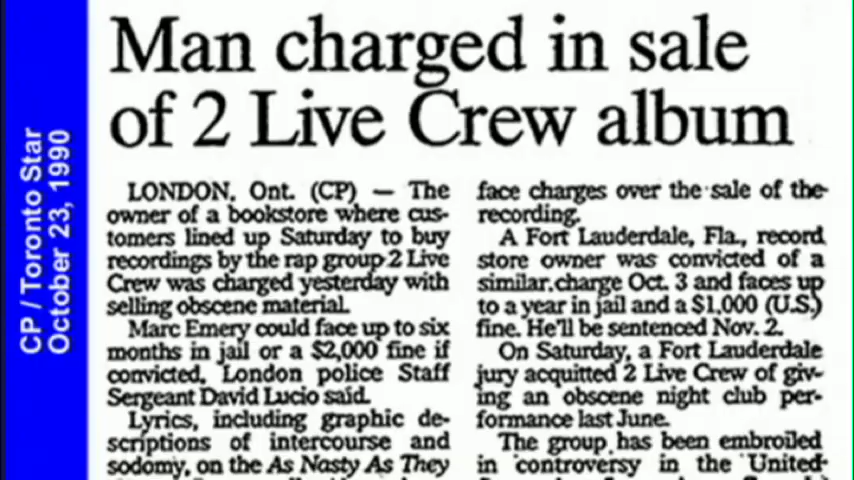 CP / Toronto Star
October 23, 1990
Man charged in sale
of 2 Live Crew album
LONDON, Ont. (CP) — The
owner of a bookstore where cus-
tomers lined up Saturday to buy
recordings by the rap group 2 Live
Crew was charged yesterday with
selling obscene material.
Marc Emery could face up to six
months in jail or a $2,000 fine if
convicted, London police Staff
Sergeant David Lucio said.
Lyrics, including graphic de-
scriptions of intercourse and
sodomy, on the As Nasty As They
face charges over the sale of the
recording.
A Fort Lauderdale, Fla., record
store owner was convicted of a
similar charge Oct. 3 and faces up
to a year in jail and a $1,000 (U.S.)
fine. He'll be sentenced Nov. 2.
On Saturday, a Fort Lauderdale
jury acquitted 2 Live Crew of giv-
ing an obscene night club per-
formance last June.
The group has been embroiled
in controversy in the United